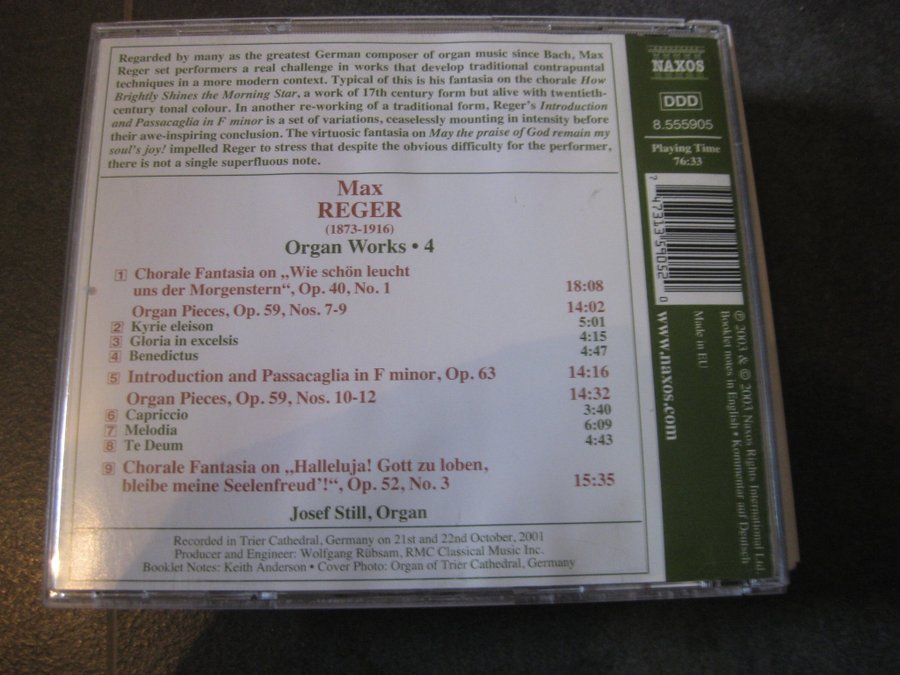 Regarded by many as the greatest German composer of organ music since Bach, Max
Reger set performers a real challenge in works that develop traditional contrapuntal
techniques in a more modern context. Typical of this is his fantasia on the chorale How
Brightly Shines the Morning Star, a work of 17th century form but alive with twentieth-
century tonal colour. In another re-working of a traditional form, Reger's Introduction
and Passacaglia in F minor is a set of variations, ceaselessly mounting in intensity before
their awe-inspiring conclusion. The virtuosic fantasia on May the praise of God remain my
soul's joy! impelled Reger to stress that despite the obvious difficulty for the performer,
there is not a single superfluous note.
Max
REGER
(1873-1916)
Organ Works • 4
1 Chorale Fantasia on „Wie schön leucht
uns der Morgenstern“, Op. 40, No. 1 18:08
Organ Pieces, Op. 59, Nos. 7-9 14:02
2 Kyrie eleison 5:01
3 Gloria in excelsis 4:15
4 Benedictus 4:47
5 Introduction and Passacaglia in F minor, Op. 63 14:16
Organ Pieces, Op. 59, Nos. 10-12 14:32
6 Capriccio 3:40
7 Melodia 6:09
8 Te Deum 4:43
9 Chorale Fantasia on „Halleluja! Gott zu loben,
bleibe meine Seelenfreud'!“, Op. 52, No. 3 15:35
Josef Still, Organ
Recorded in Trier Cathedral, Germany on 21st and 22nd October, 2001
Producer and Engineer: Wolfgang Rübsam, RMC Classical Music Inc.
Booklet Notes: Keith Anderson • Cover Photo: Organ of Trier Cathedral, Germany
NAXOS
DDD
8.555905
Playing Time
76:33
7 47313 59052 0
www.naxos.com
Made in EU
℗ 2003 & © 2003 Naxos Rights International Ltd.
Booklet notes in English • Kommentar auf Deutsch